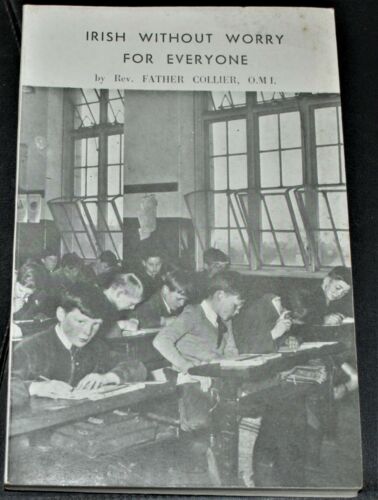 IRISH WITHOUT WORRY
FOR EVERYONE
by Rev. FATHER COLLIER, O.M I.